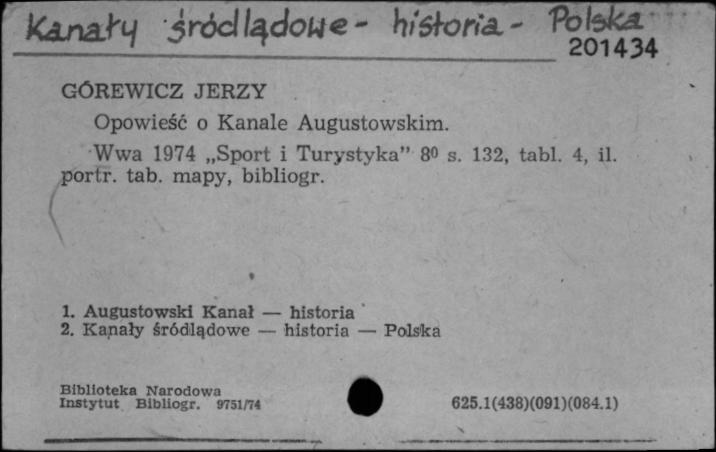 Kanały śródlądowe - historia - Polska
201434
GÓREWICZ JERZY
Opowieść o Kanale Augustowskim.
Wwa 1974 „Sport i Turystyka” 8⁰ s. 132, tabl. 4, il.
portr. tab. mapy, bibliogr.
1. Augustowski Kanał — historia
2. Kanały śródlądowe — historia — Polska
Biblioteka Narodowa
Instytut Bibliogr. 9751/74
625.1(438)(091)(084.1)